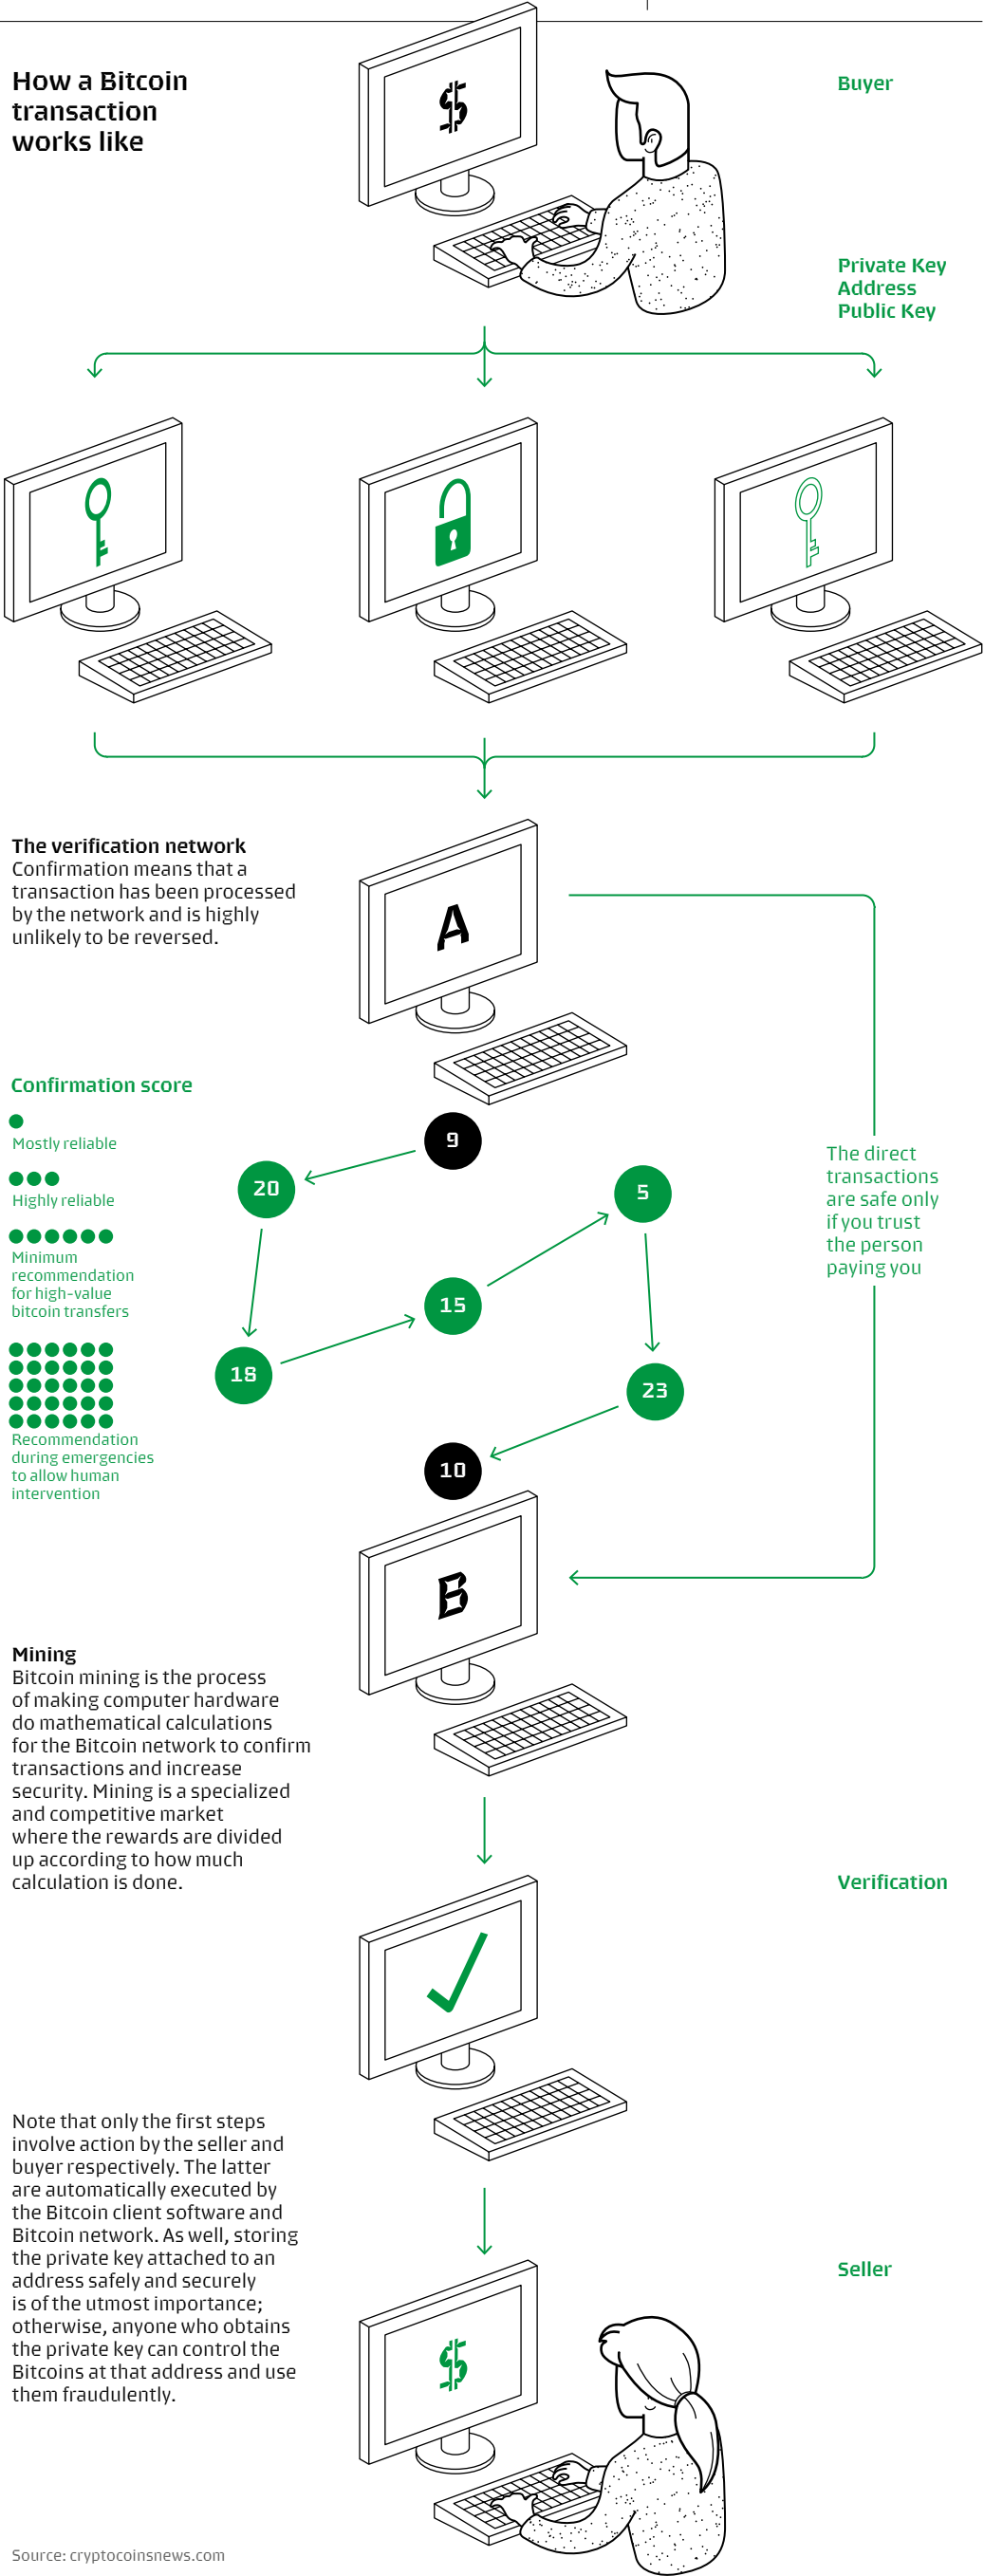 How a Bitcoin
transaction
works like
$
Buyer
Private Key
Address
Public Key
The verification network
Confirmation means that a
transaction has been processed
by the network and is highly
unlikely to be reversed.
A
Confirmation score
Mostly reliable
Highly reliable
Minimum
recommendation
for high-value
bitcoin transfers
Recommendation
during emergencies
to allow human
intervention
9
20
5
15
18
23
10
The direct
transactions
are safe only
if you trust
the person
paying you
B
Mining
Bitcoin mining is the process
of making computer hardware
do mathematical calculations
for the Bitcoin network to confirm
transactions and increase
security. Mining is a specialized
and competitive market
where the rewards are divided
up according to how much
calculation is done.
Verification
Note that only the first steps
involve action by the seller and
buyer respectively. The latter
are automatically executed by
the Bitcoin client software and
Bitcoin network. As well, storing
the private key attached to an
address safely and securely
is of the utmost importance;
otherwise, anyone who obtains
the private key can control the
Bitcoins at that address and use
them fraudulently.
Seller
$
Source: cryptocoinsnews.com